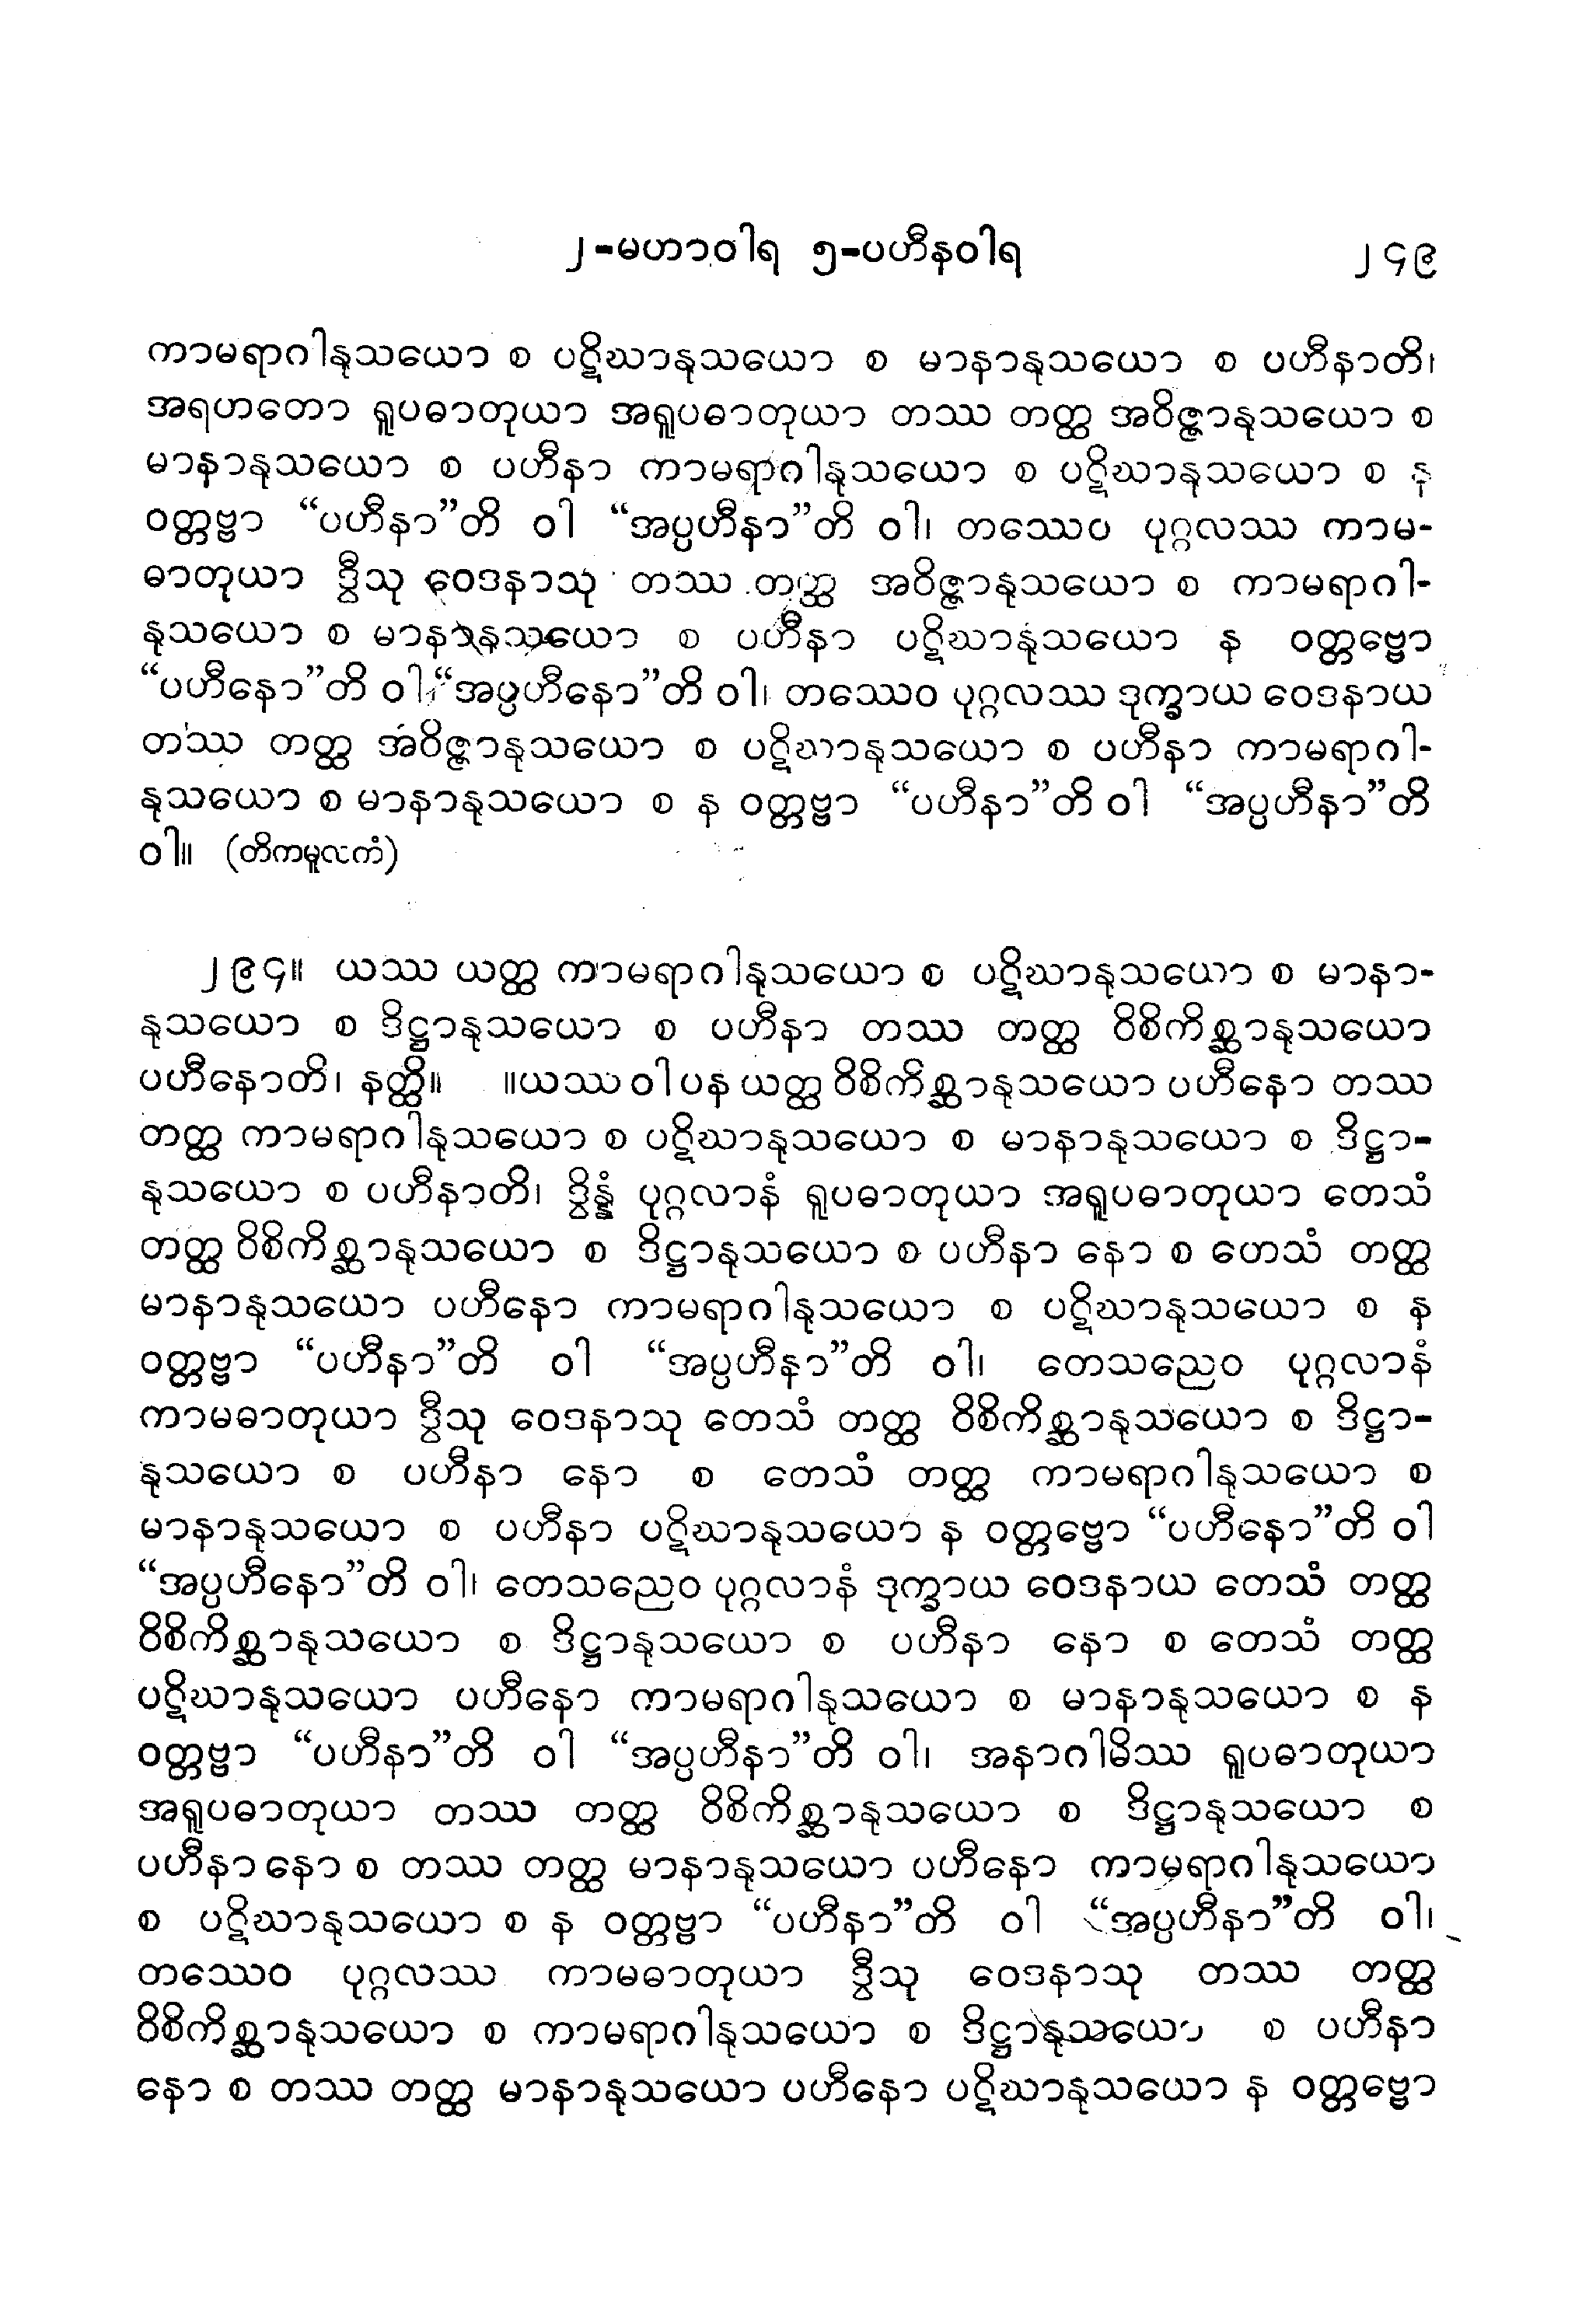 ၂-မဟာဝါရ ၅-ပဟီနဝါရ ၂၄၉
ကာမရာဂါနုသယော စ ပဋိဃာနုသယော စ မာနာနုသယော စ ပဟီနာတိ၊
အရဟတော ရူပဓာတုယာ အရူပဓာတုယာ တဿ တတ္ထ အဝိဇ္ဇာနုသယော စ
မာနာနုသယော စ ပဟီနာ ကာမရာဂါနုသယော စ ပဋိဃာနုသယော စ န
ဝတ္တဗ္ဗာ “ပဟီနာ”တိ ဝါ “အပ္ပဟီနာ”တိ ဝါ၊ တဿေဝ ပုဂ္ဂလဿ ကာမ-
ဓာတုယာ ဒွီသု ဝေဒနာသု တဿ တတ္ထ အဝိဇ္ဇာနုသယော စ ကာမရာဂါ-
နုသယော စ မာနာနုသယော စ ပဟီနာ ပဋိဃာနုသယော န ဝတ္တဗ္ဗော
“ပဟီနော”တိ ဝါ “အပ္ပဟီနော”တိ ဝါ၊ တဿေဝ ပုဂ္ဂလဿ ဒုက္ခာယ ဝေဒနာယ
တဿ တတ္ထ အဝိဇ္ဇာနုသယော စ ပဋိဃာနုသယော စ ပဟီနာ ကာမရာဂါ-
နုသယော စ မာနာနုသယော စ န ဝတ္တဗ္ဗာ “ပဟီနာ”တိ ဝါ “အပ္ပဟီနာ”တိ
ဝါ။ (တိကမူလကံ)
၂၉၄။ ယဿ ယတ္ထ ကာမရာဂါနုသယော စ ပဋိဃာနုသယော စ မာနာ-
နုသယော စ ဒိဋ္ဌာနုသယော စ ပဟီနာ တဿ တတ္ထ ဝိစိကိစ္ဆာနုသယော
ပဟီနောတိ၊ နတ္ထိ။ ။ယဿ ဝါ ပန ယတ္ထ ဝိစိကိစ္ဆာနုသယော ပဟီနော တဿ
တတ္ထ ကာမရာဂါနုသယော စ ပဋိဃာနုသယော စ မာနာနုသယော စ ဒိဋ္ဌာ-
နုသယော စ ပဟီနာတိ၊ ဒွိန္နံ ပုဂ္ဂလာနံ ရူပဓာတုယာ အရူပဓာတုယာ တေသံ
တတ္ထ ဝိစိကိစ္ဆာနုသယော စ ဒိဋ္ဌာနုသယော စ ပဟီနာ နော စ တေသံ တတ္ထ
မာနာနုသယော ပဟီနော ကာမရာဂါနုသယော စ ပဋိဃာနုသယော စ န
ဝတ္တဗ္ဗာ “ပဟီနာ”တိ ဝါ “အပ္ပဟီနာ”တိ ဝါ၊ တေသညေဝ ပုဂ္ဂလာနံ
ကာမဓာတုယာ ဒွီသု ဝေဒနာသု တေသံ တတ္ထ ဝိစိကိစ္ဆာနုသယော စ ဒိဋ္ဌာ-
နုသယော စ ပဟီနာ နော စ တေသံ တတ္ထ ကာမရာဂါနုသယော စ
မာနာနုသယော စ ပဟီနာ ပဋိဃာနုသယော န ဝတ္တဗ္ဗော “ပဟီနော”တိ ဝါ
“အပ္ပဟီနော”တိ ဝါ၊ တေသညေဝ ပုဂ္ဂလာနံ ဒုက္ခာယ ဝေဒနာယ တေသံ တတ္ထ
ဝိစိကိစ္ဆာနုသယော စ ဒိဋ္ဌာနုသယော စ ပဟီနာ နော စ တေသံ တတ္ထ
ပဋိဃာနုသယော ပဟီနော ကာမရာဂါနုသယော စ မာနာနုသယော စ န
ဝတ္တဗ္ဗာ “ပဟီနာ”တိ ဝါ “အပ္ပဟီနာ”တိ ဝါ၊ အနာဂါမိဿ ရူပဓာတုယာ
အရူပဓာတုယာ တဿ တတ္ထ ဝိစိကိစ္ဆာနုသယော စ ဒိဋ္ဌာနုသယော စ
ပဟီနာ နော စ တဿ တတ္ထ မာနာနုသယော ပဟီနော ကာမရာဂါနုသယော
စ ပဋိဃာနုသယော စ န ဝတ္တဗ္ဗာ “ပဟီနာ”တိ ဝါ “အပ္ပဟီနာ”တိ ဝါ၊
တဿေဝ ပုဂ္ဂလဿ ကာမဓာတုယာ ဒွီသု ဝေဒနာသု တဿ တတ္ထ
ဝိစိကိစ္ဆာနုသယော စ ကာမရာဂါနုသယော စ ဒိဋ္ဌာနုသယော စ ပဟီနာ
နော စ တဿ တတ္ထ မာနာနုသယော ပဟီနော ပဋိဃာနုသယော န ဝတ္တဗ္ဗော